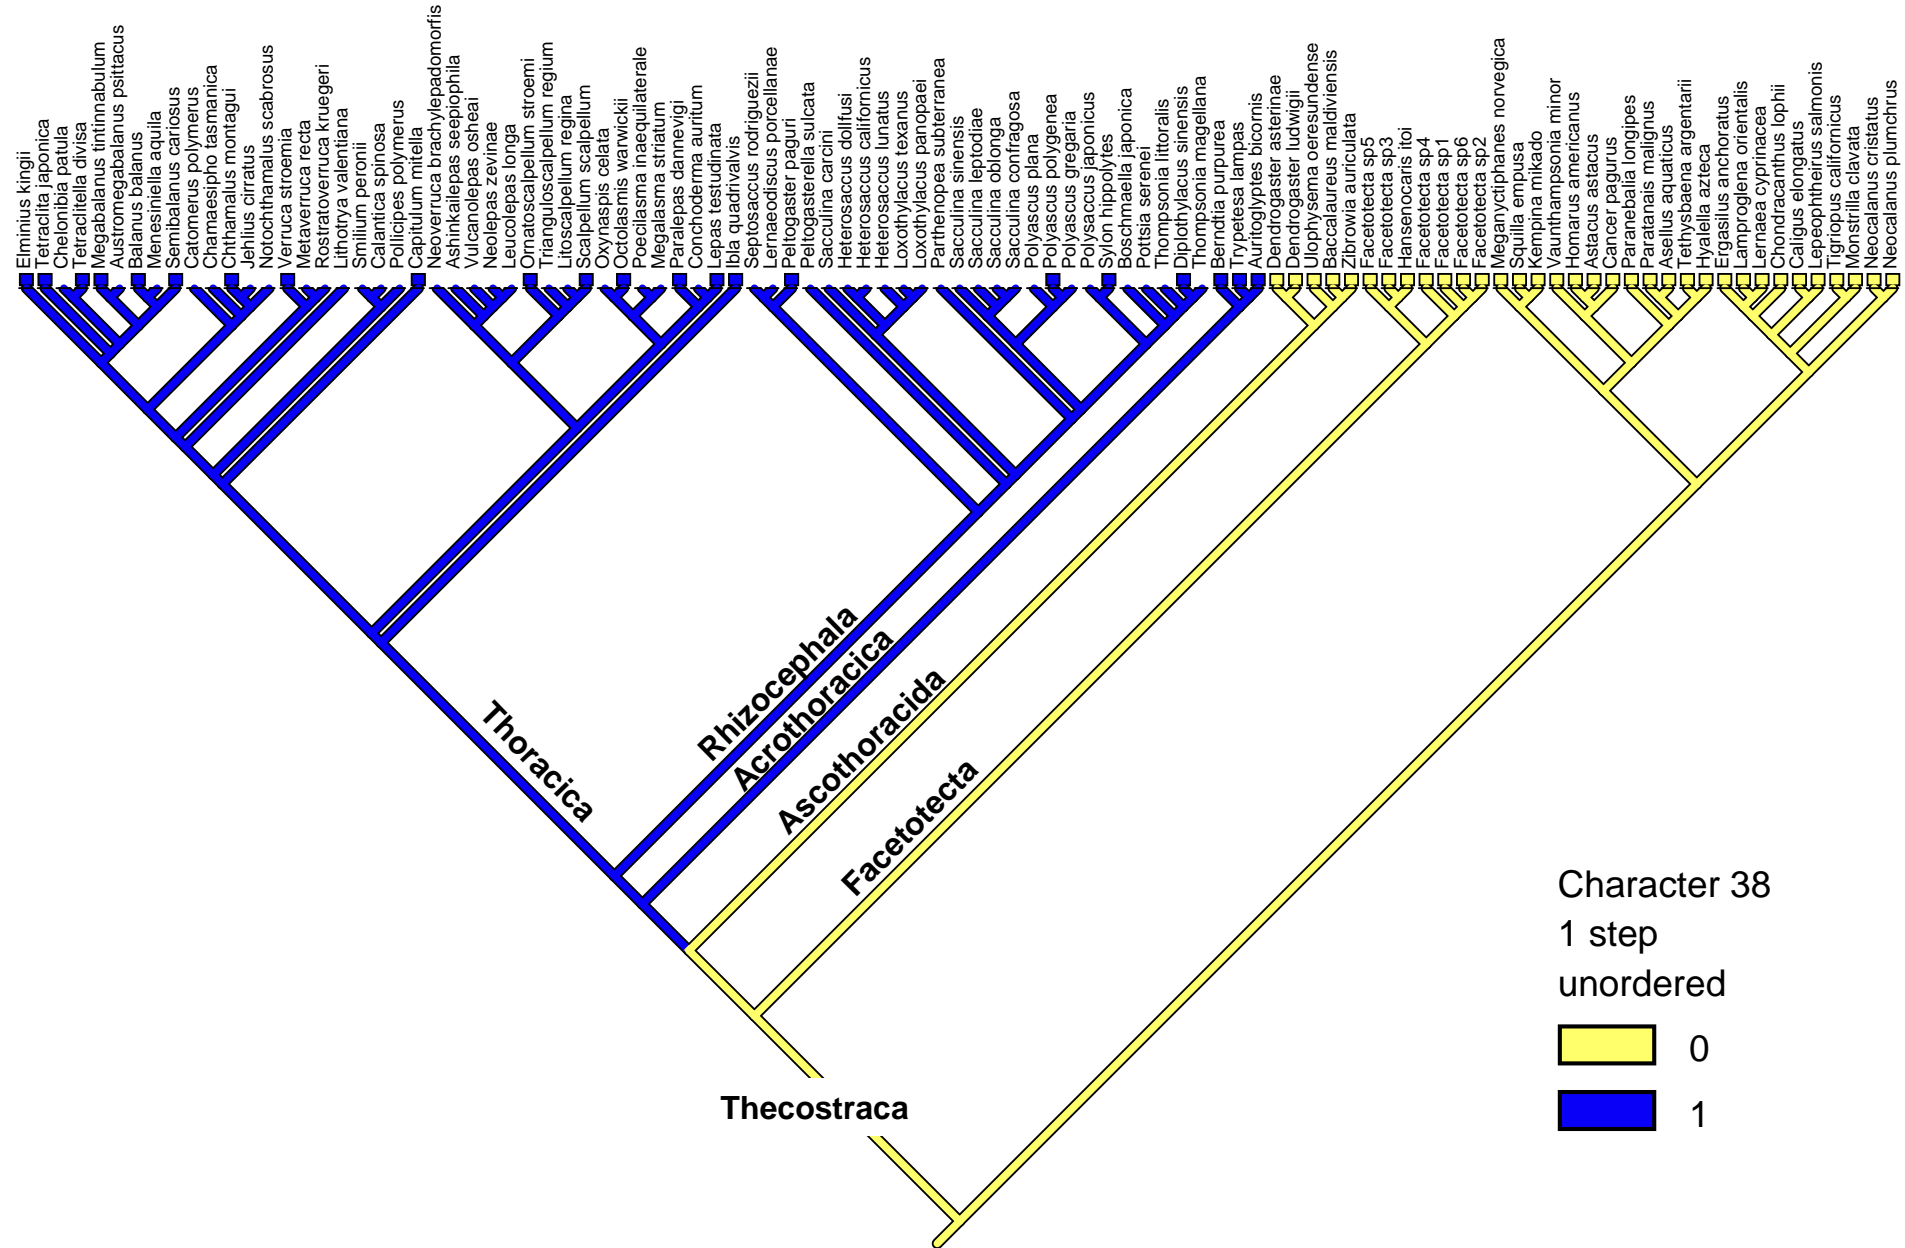 Elminius kingii
Tetraclita japonica
Chelonibia patula
Tetraclitella divisa
Megabalanus tintinnabulum
Austromegabalanus psittacus
Balanus balanus
Menesiniella aquila
Semibalanus cariosus
Catomerus polymerus
Chamaesipho tasmanica
Chthamalus montagui
Jehlius cirratus
Notochthamalus scabrosus
Verruca stroemia
Metaverruca recta
Rostratoverruca kruegeri
Lithotrya valentiana
Smilium peronii
Calantica spinosa
Pollicipes polymerus
Capitulum mitella
Neoverruca brachylepadomorfis
Ashinkailepas seepiophila
Vulcanolepas osheai
Neolepas zevinae
Leucolepas longa
Ornatoscalpellum stroemi
Trianguloscalpellum regium
Litoscalpellum regina
Scalpellum scalpellum
Oxynaspis celata
Octolasmis warwickii
Poecilasma inaequilaterale
Megalasma striatum
Paralepas dannevigi
Conchoderma auritum
Lepas testudinata
Ibla quadrivalvis
Septosaccus rodriguezii
Lernaeodiscus porcellanae
Peltogaster paguri
Peltogasterella sulcata
Sacculina carcini
Heterosaccus dollfusi
Heterosaccus californicus
Heterosaccus lunatus
Loxothylacus texanus
Loxothylacus panopaei
Parthenopea subterranea
Sacculina sinensis
Sacculina leptodiae
Sacculina oblonga
Sacculina confragosa
Polyascus plana
Polyascus polygenea
Polyascus gregaria
Polysaccus japonicus
Sylon hippolytes
Boschmaella japonica
Pottsia serenei
Thompsonia littoralis
Diplothylacus sinensis
Thompsonia magellana
Berndtia purpurea
Trypetesa lampas
Auritoglyptes bicornis
Dendrogaster asterinae
Dendrogaster ludwigii
Ulophysema oeresundense
Baccalaureus maldiviensis
Zibrowia auriculata
Facetotecta sp5
Facetotecta sp3
Hansenocaris itoi
Facetotecta sp4
Facetotecta sp1
Facetotecta sp6
Facetotecta sp2
Meganyctiphanes norvegica
Squilla empusa
Kempina mikado
Vaunthampsonia minor
Homarus americanus
Astacus astacus
Cancer pagurus
Paranebalia longipes
Paratanais malignus
Asellus aquaticus
Tethysbaena argentarii
Hyalella azteca
Ergasilus anchoratus
Lamproglena orientalis
Lernaea cyprinacea
Chondracanthus lophii
Caligus elongatus
Lepeophtheirus salmonis
Tigriopus californicus
Monstrilla clavata
Neocalanus cristatus
Neocalanus plumchrus
Thoracica
Rhizocephala
Acrothoracica
Ascothoracida
Facetotecta
Thecostraca
Character 38
1 step
unordered
0
1